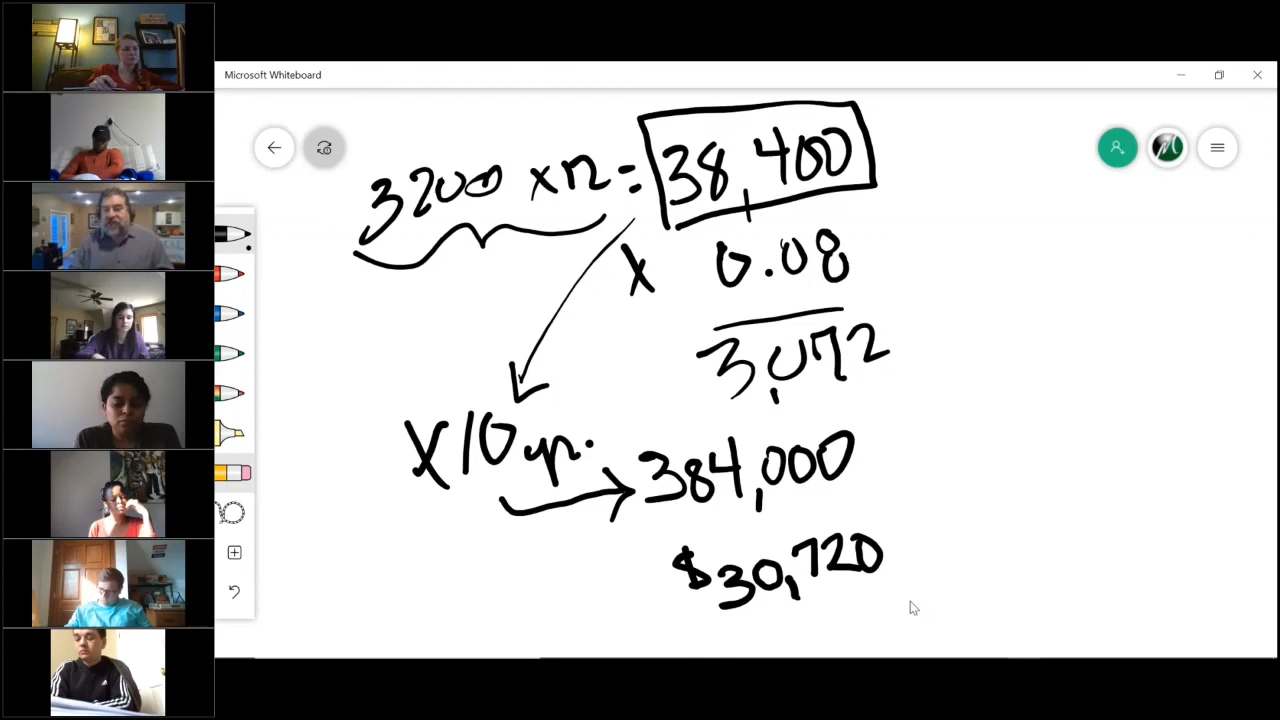 Microsoft Whiteboard
3200 x 12 = 38,400
x 0.08
3,072
x 10 yr. → 384,000
$30,720